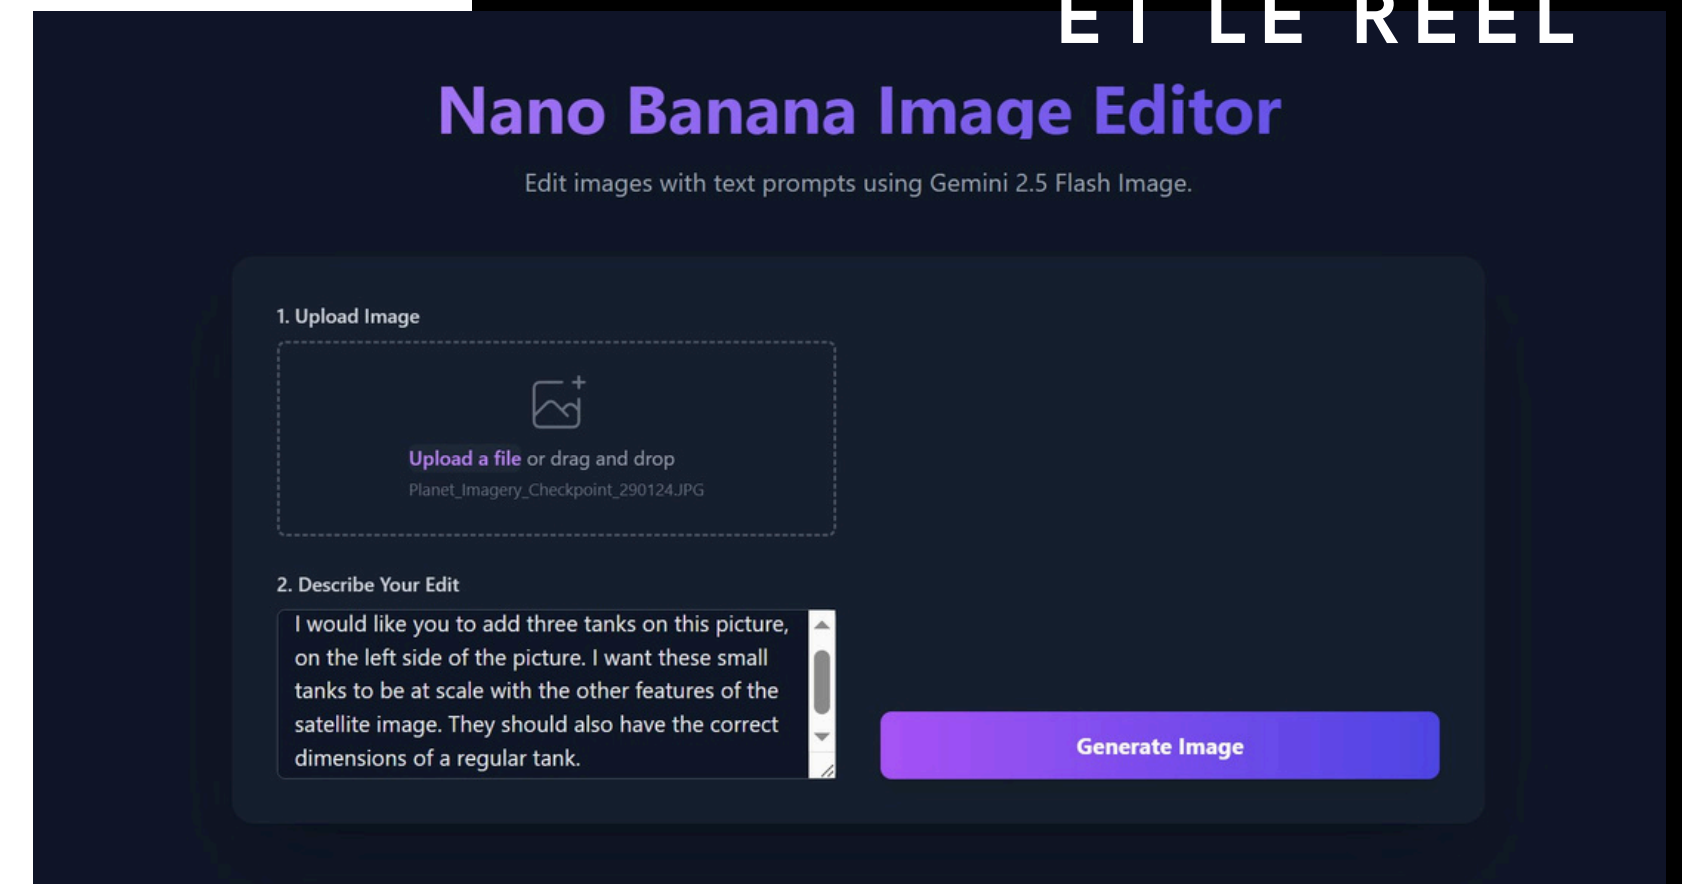 ET LE REEL
Nano Banana Image Editor
Edit images with text prompts using Gemini 2.5 Flash Image.
1. Upload Image
Upload a file or drag and drop
Planet_Imagery_Checkpoint_290124.JPG
2. Describe Your Edit
I would like you to add three tanks on this picture,
on the left side of the picture. I want these small
tanks to be at scale with the other features of the
satellite image. They should also have the correct
dimensions of a regular tank.
Generate Image